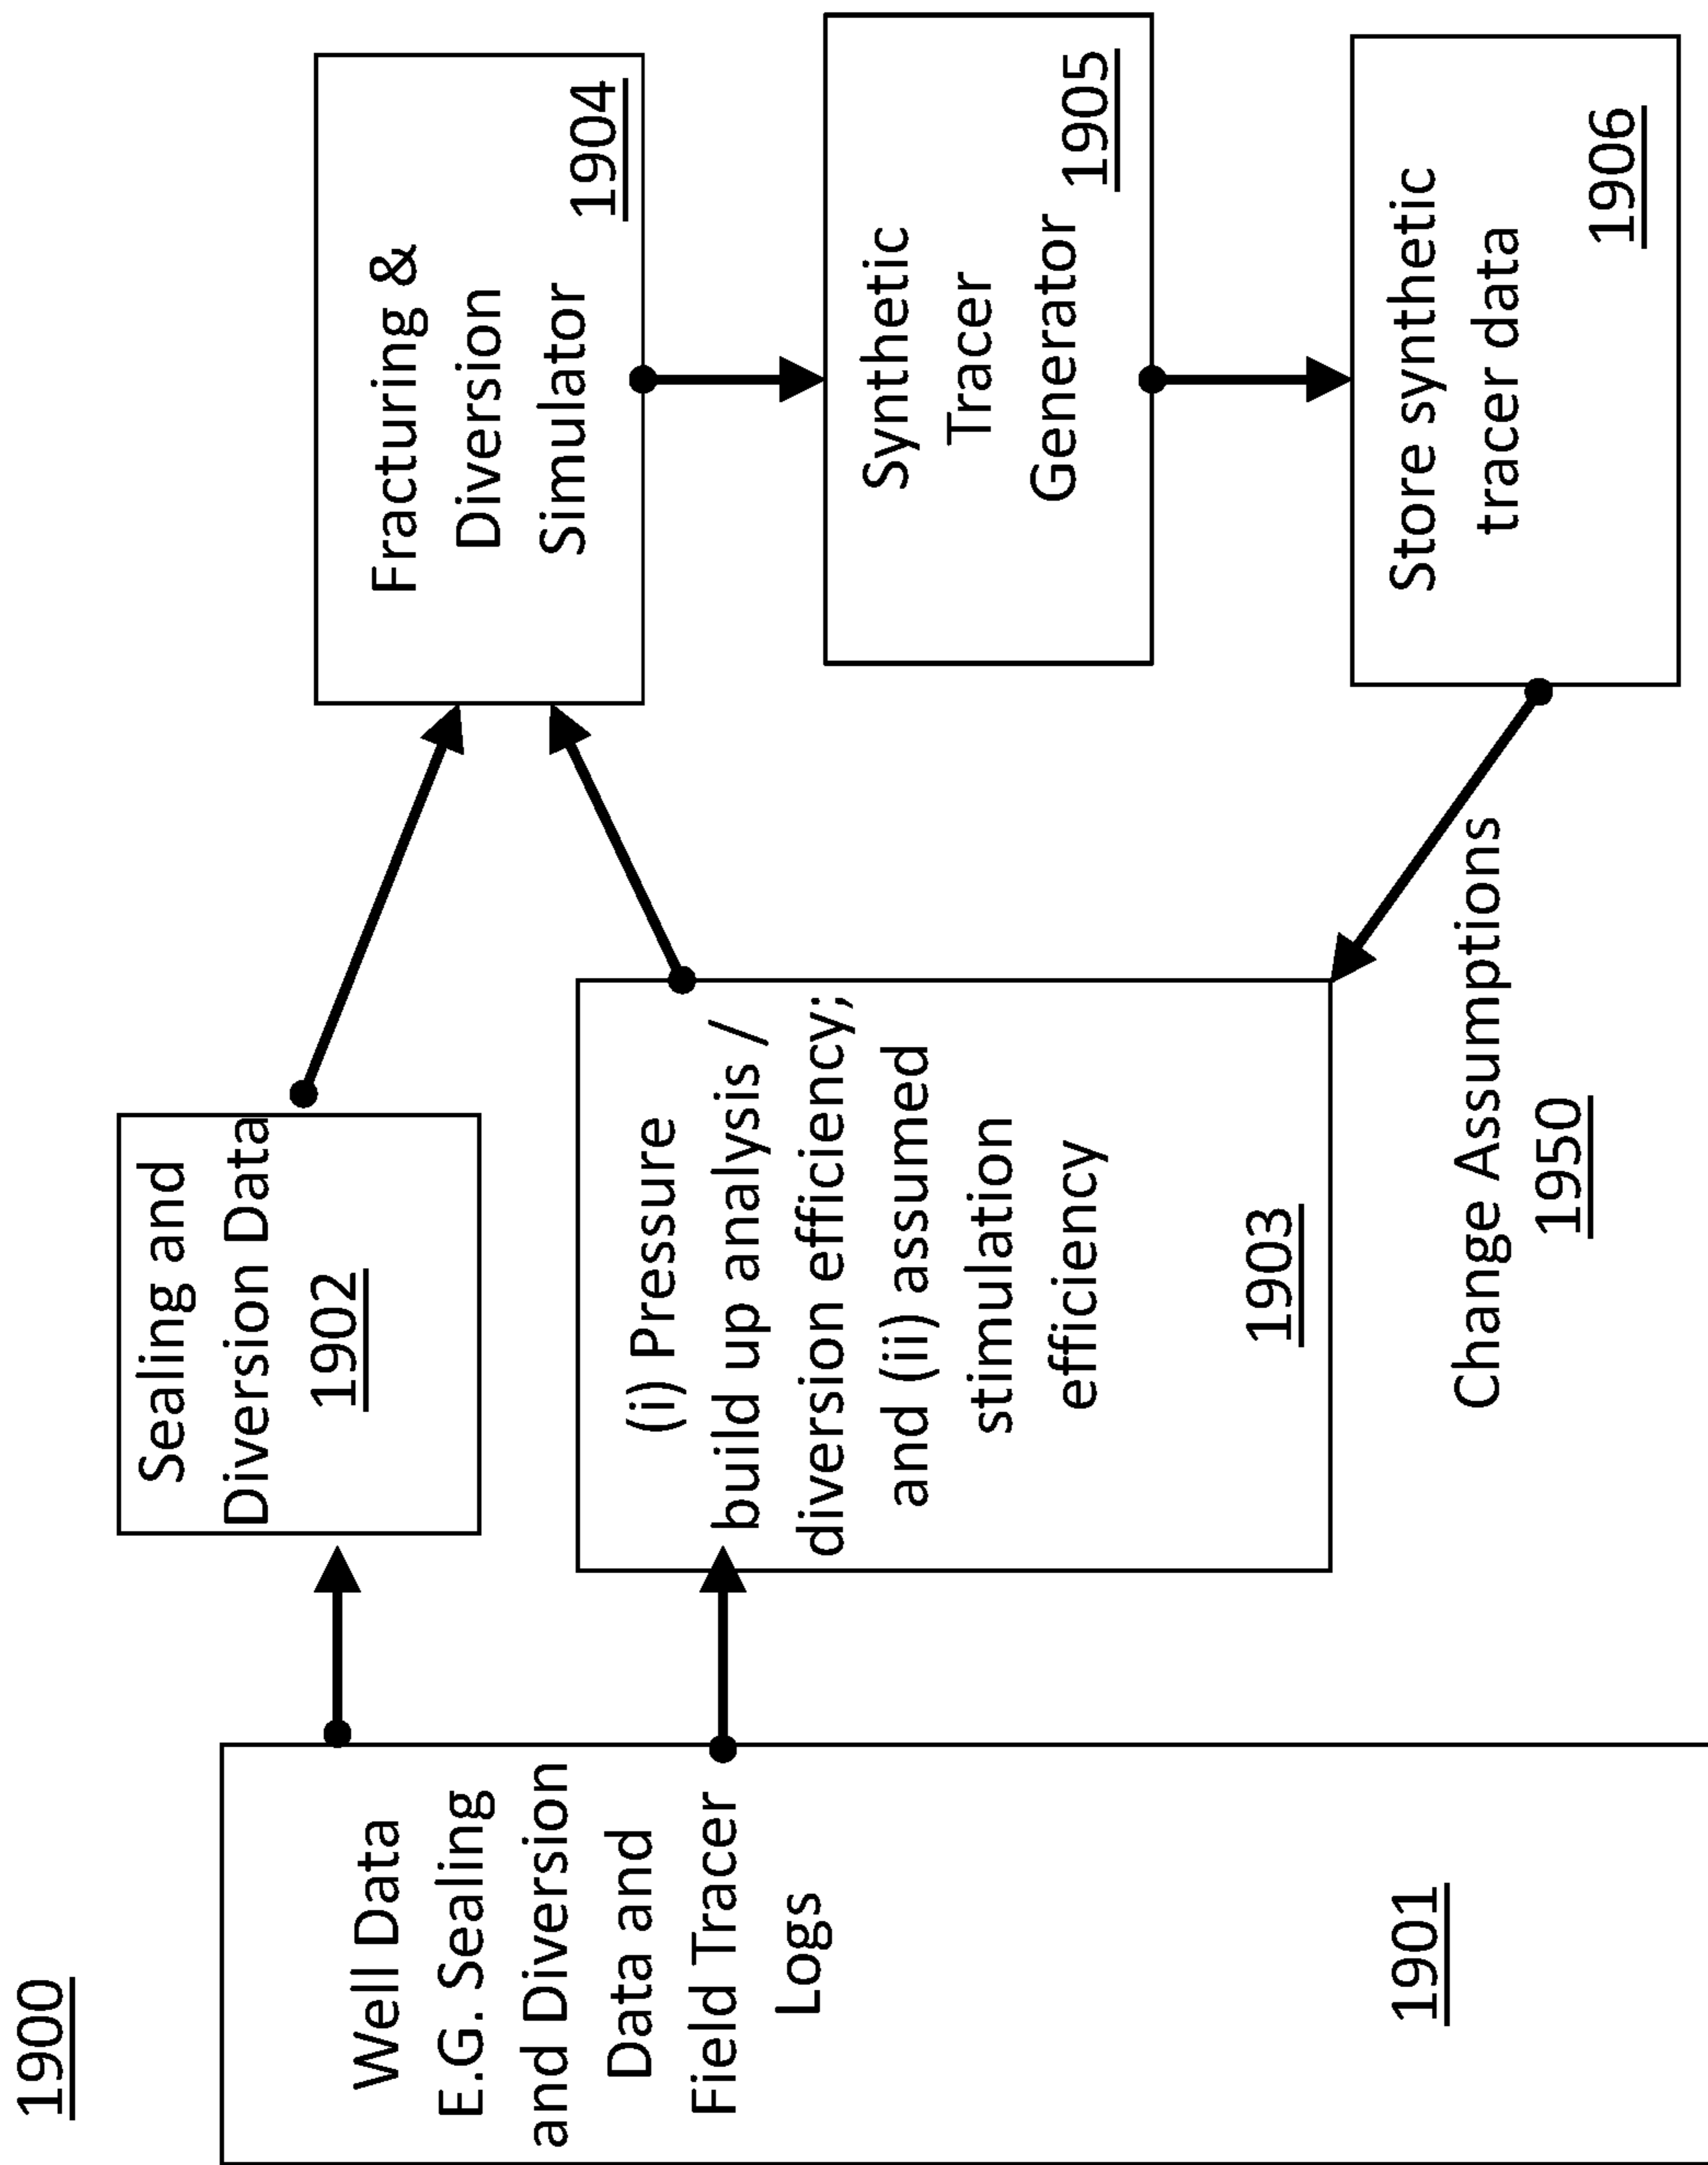 1900
Well Data
E.G. Sealing
and Diversion
Data and
Field Tracer
Logs
1901
Sealing and
Diversion Data
1902
(i) Pressure
build up analysis /
diversion efficiency;
and (ii) assumed
stimulation
efficiency
1903
Fracturing &
Diversion
Simulator
1904
Synthetic
Tracer
Generator
1905
Store synthetic
tracer data
1906
Change Assumptions
1950